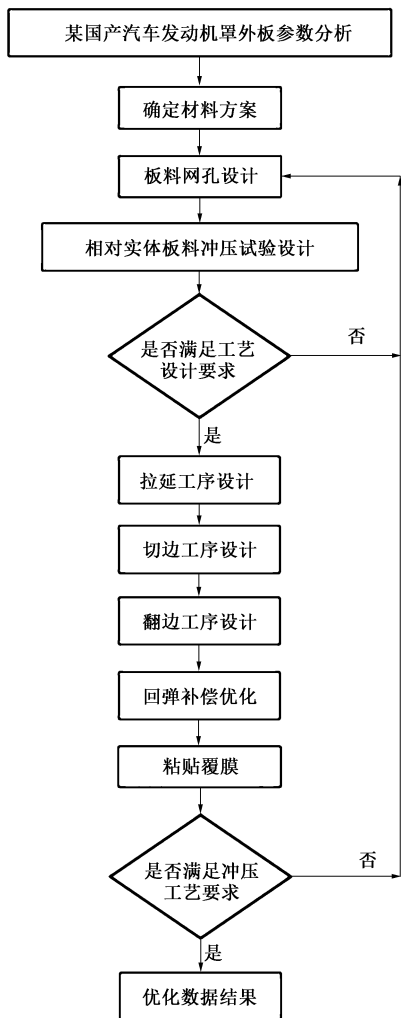 某国产汽车发动机罩外板参数分析
确定材料方案
板料网孔设计
相对实体板料冲压试验设计
是否满足工艺
设计要求
否
是
拉延工序设计
切边工序设计
翻边工序设计
回弹补偿优化
粘贴覆膜
是否满足冲压
工艺要求
否
是
优化数据结果